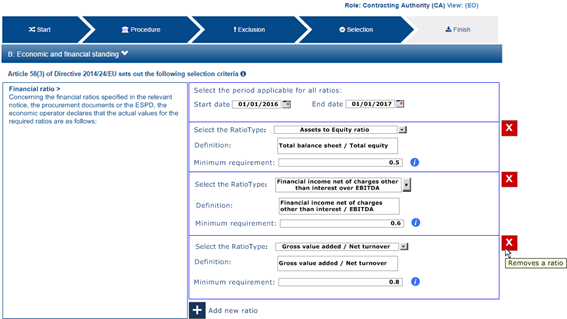 Role: Contracting Authority (CA) View: (EO)
Start
Procedure
Exclusion
Selection
Finish
B: Economic and financial standing
Article 58(3) of Directive 2014/24/EU sets out the following selection criteria
Financial ratio >
Concerning the financial ratios specified in the relevant
notice, the procurement documents or the ESPD, the
economic operator declares that the actual values for the
required ratios are as follows:
Select the period applicable for all ratios:
Start date 01/01/2016 End date 01/01/2017
Select the RatioType: Assets to Equity ratio
X
Definition: Total balance sheet / Total equity
Minimum requirement: 0.5
Select the RatioType: Financial income net of charges other
than interest over EBITDA
X
Definition: Financial income net of charges
other than interest / EBITDA
Minimum requirement: 0.6
Select the RatioType: Gross value added / Net turnover
X
Definition: Gross value added / Net turnover
Removes a ratio
Minimum requirement: 0.8
Add new ratio